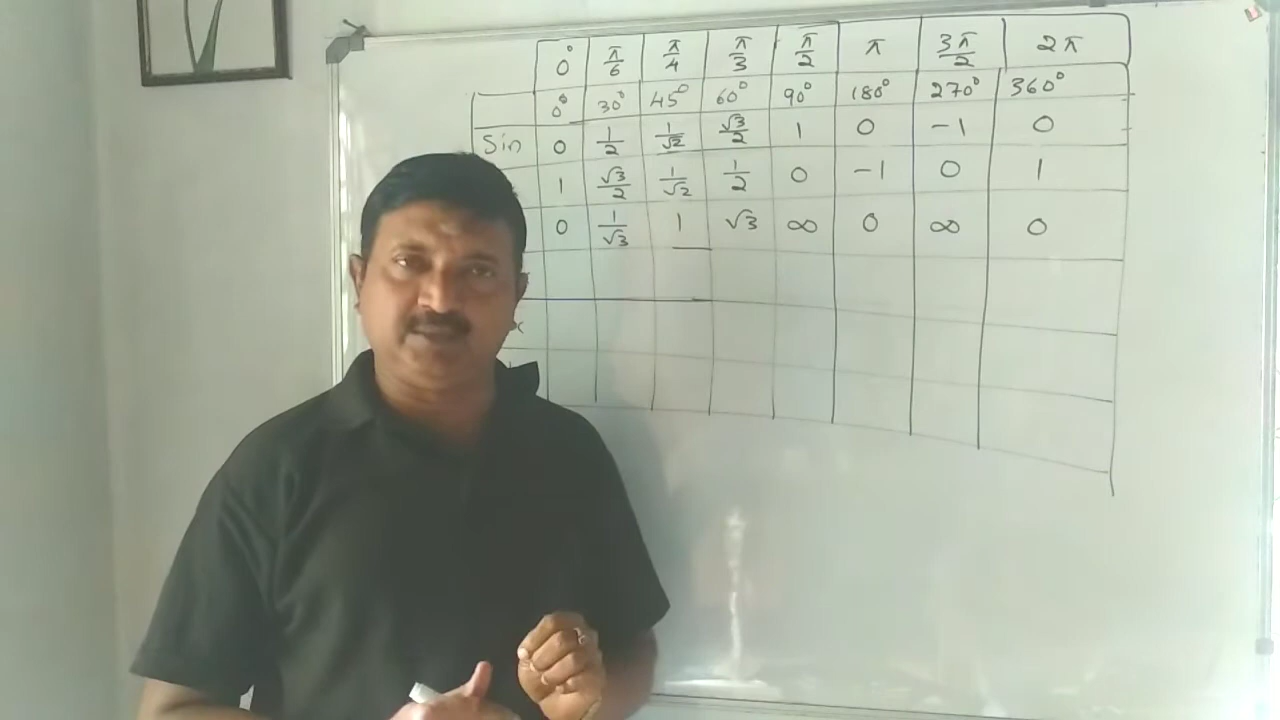 0° π/6 π/4 π/3 π/2 π 3π/2 2π
0° 30° 45° 60° 90° 180° 270° 360°
Sin 0 1/2 1/√2 √3/2 1 0 -1 0
1 √3/2 1/√2 1/2 0 -1 0 1
0 1/√3 1 √3 ∞ 0 ∞ 0